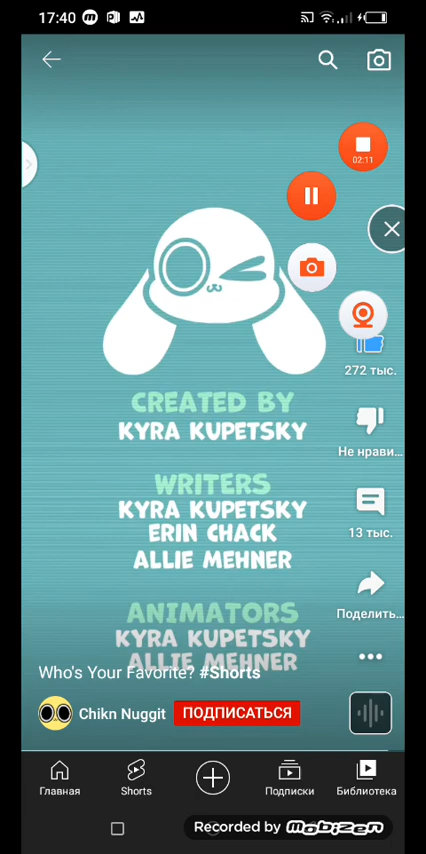 17:40
02:11
CREATED BY
KYRA KUPETSKY
WRITERS
KYRA KUPETSKY
ERIN CHACK
ALLIE MEHNER
ANIMATORS
KYRA KUPETSKY
ALLIE MEHNER
272 тыс.
Не нрави...
13 тыс.
Поделить...
Who's Your Favorite? #Shorts
Chikn Nuggit ПОДПИСАТЬСЯ
Главная Shorts Подписки Библиотека
Recorded by mobizen